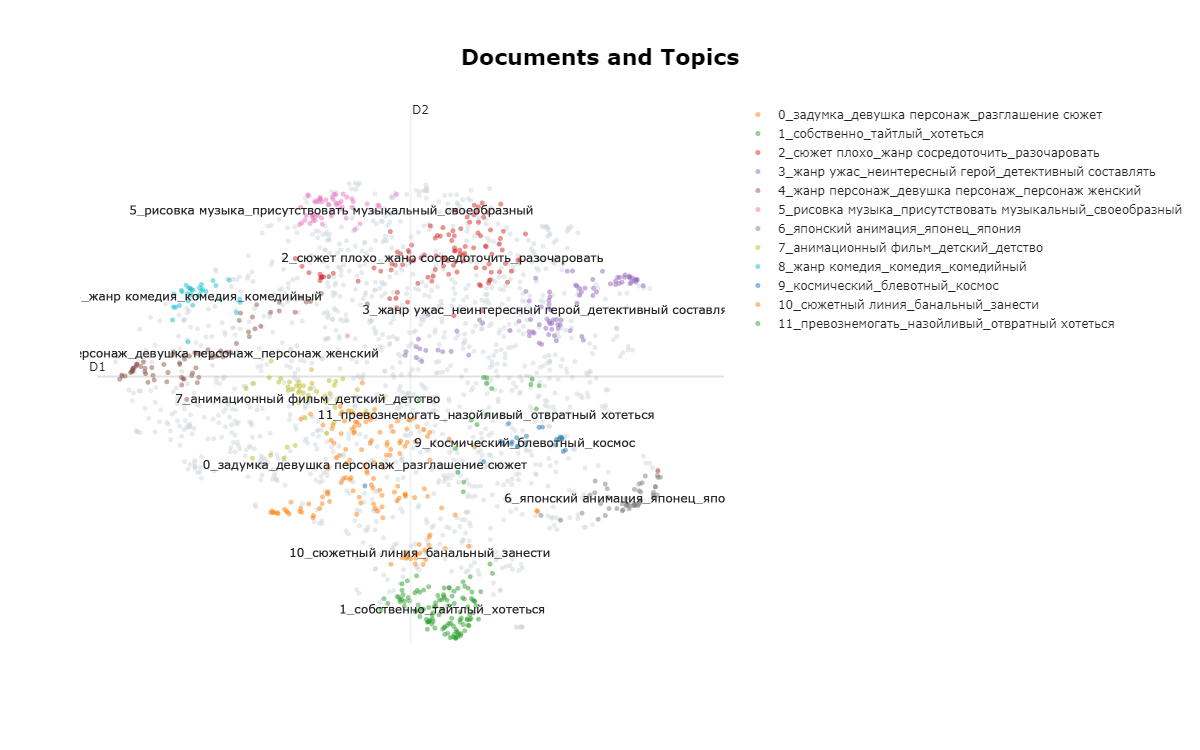 Documents and Topics
D2
0_задумка_девушка персонаж_разглашение сюжет
1_собственно_тайтлый_хотеться
2_сюжет плохо_жанр сосредоточить_разочаровать
3_жанр ужас_неинтересный герой_детективный составлять
4_жанр персонаж_девушка персонаж_персонаж женский
5_рисовка музыка_присутствовать музыкальный_своеобразный
6_японский анимация_японец_япония
7_анимационный фильм_детский_детство
8_жанр комедия_комедия_комедийный
9_космический_блевотный_космос
10_сюжетный линия_банальный_занести
11_превознемогать_назойливый_отвратный хотеться
5_рисовка музыка_присутствовать музыкальный_своеобразный
2_сюжет плохо_жанр сосредоточить_разочаровать
_жанр комедия_комедия_комедийный
3_жанр ужас_неинтересный герой_детективный составля
ерсонаж_девушка персонаж_персонаж женский
D1
7_анимационный фильм_детский_детство
11_превознемогать_назойливый_отвратный хотеться
9_космический_блевотный_космос
0_задумка_девушка персонаж_разглашение сюжет
6_японский анимация_японец_япо
10_сюжетный линия_банальный_занести
1_собственно_тайтлый_хотеться